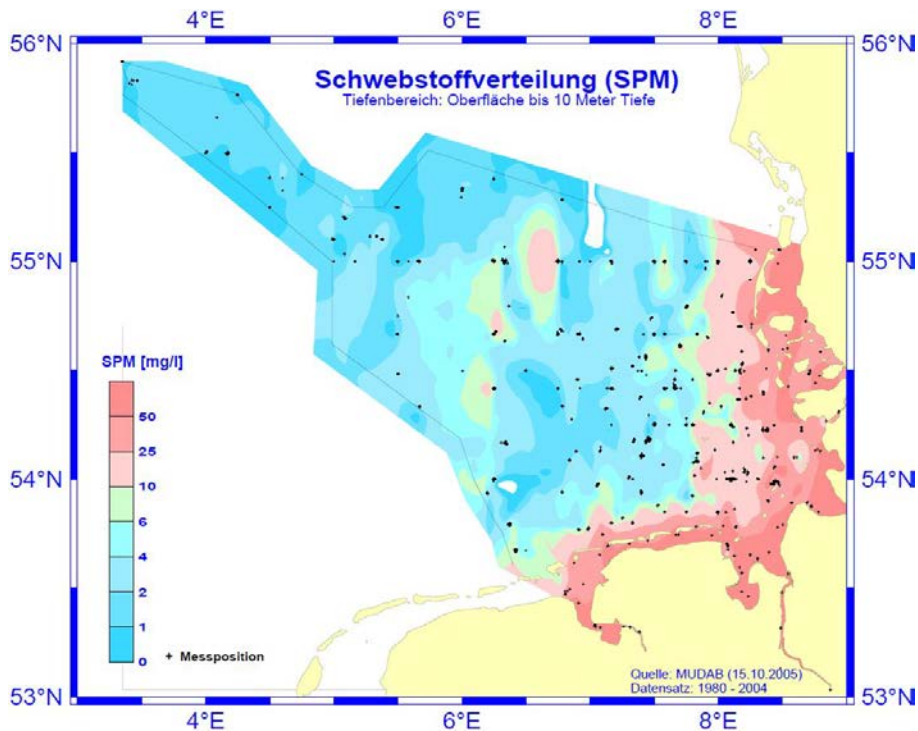 4°E 6°E 8°E
56°N 56°N
Schwebstoffverteilung (SPM)
Tiefenbereich: Oberfläche bis 10 Meter Tiefe
55°N 55°N
SPM [mg/l]
50
25
10
6
4
2
1
0
54°N 54°N
+ Messposition
Quelle: MUDAB (15.10.2005)
Datensatz: 1980 - 2004
53°N 53°N
4°E 6°E 8°E